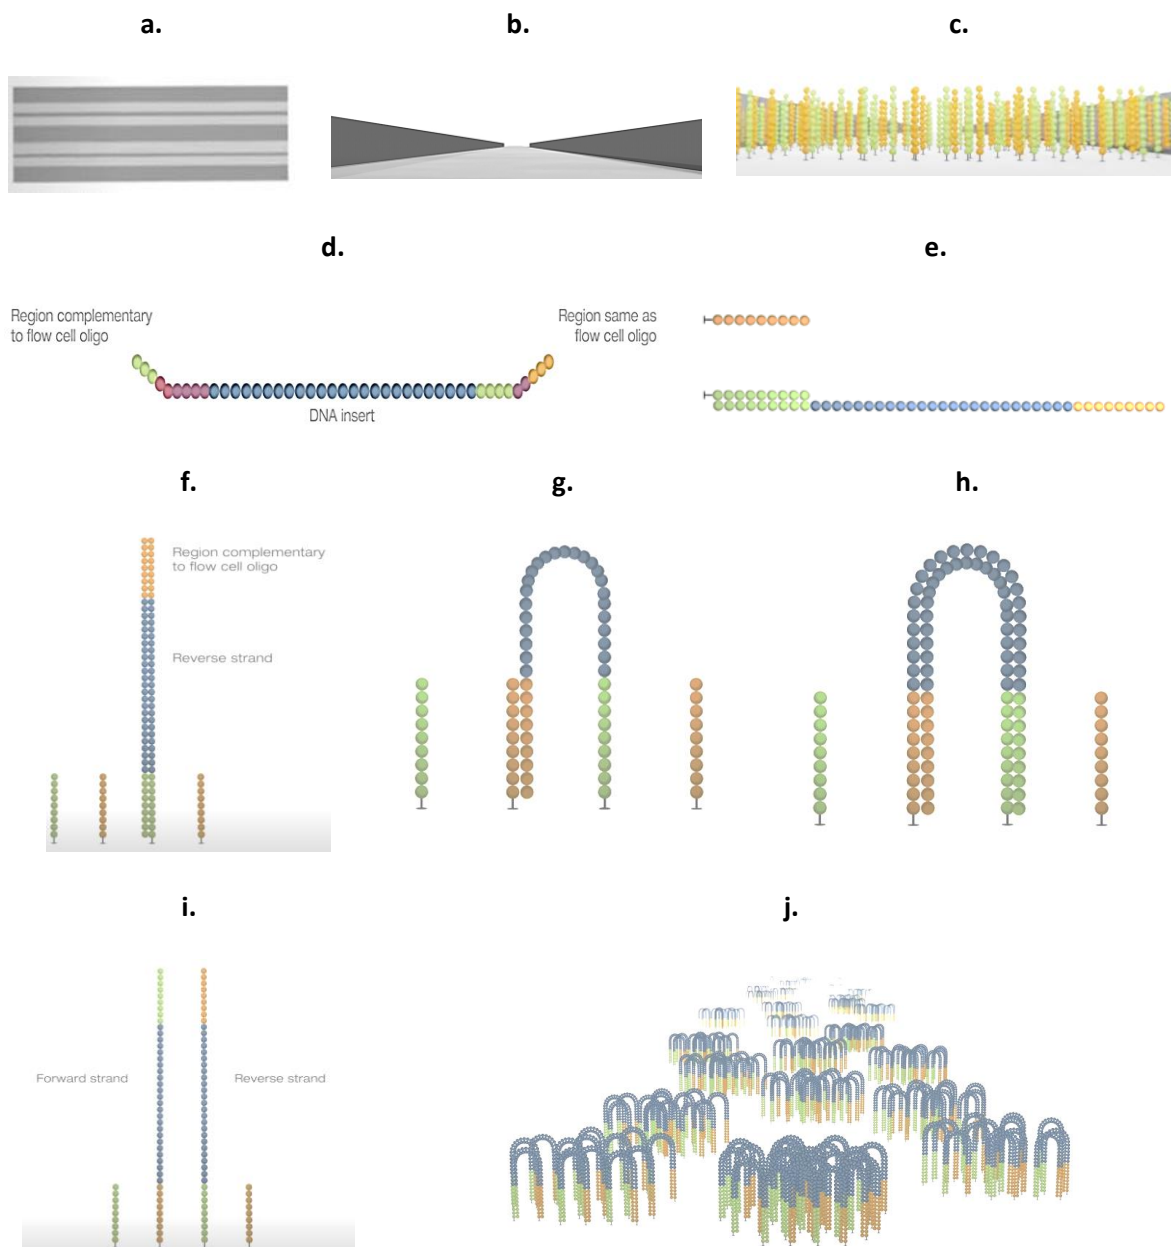 a.
b.
c.
d.
e.
Region complementary
to flow cell oligo
Region same as
flow cell oligo
DNA insert
f.
g.
h.
Region complementary
to flow cell oligo
Reverse strand
i.
j.
Forward strand
Reverse strand